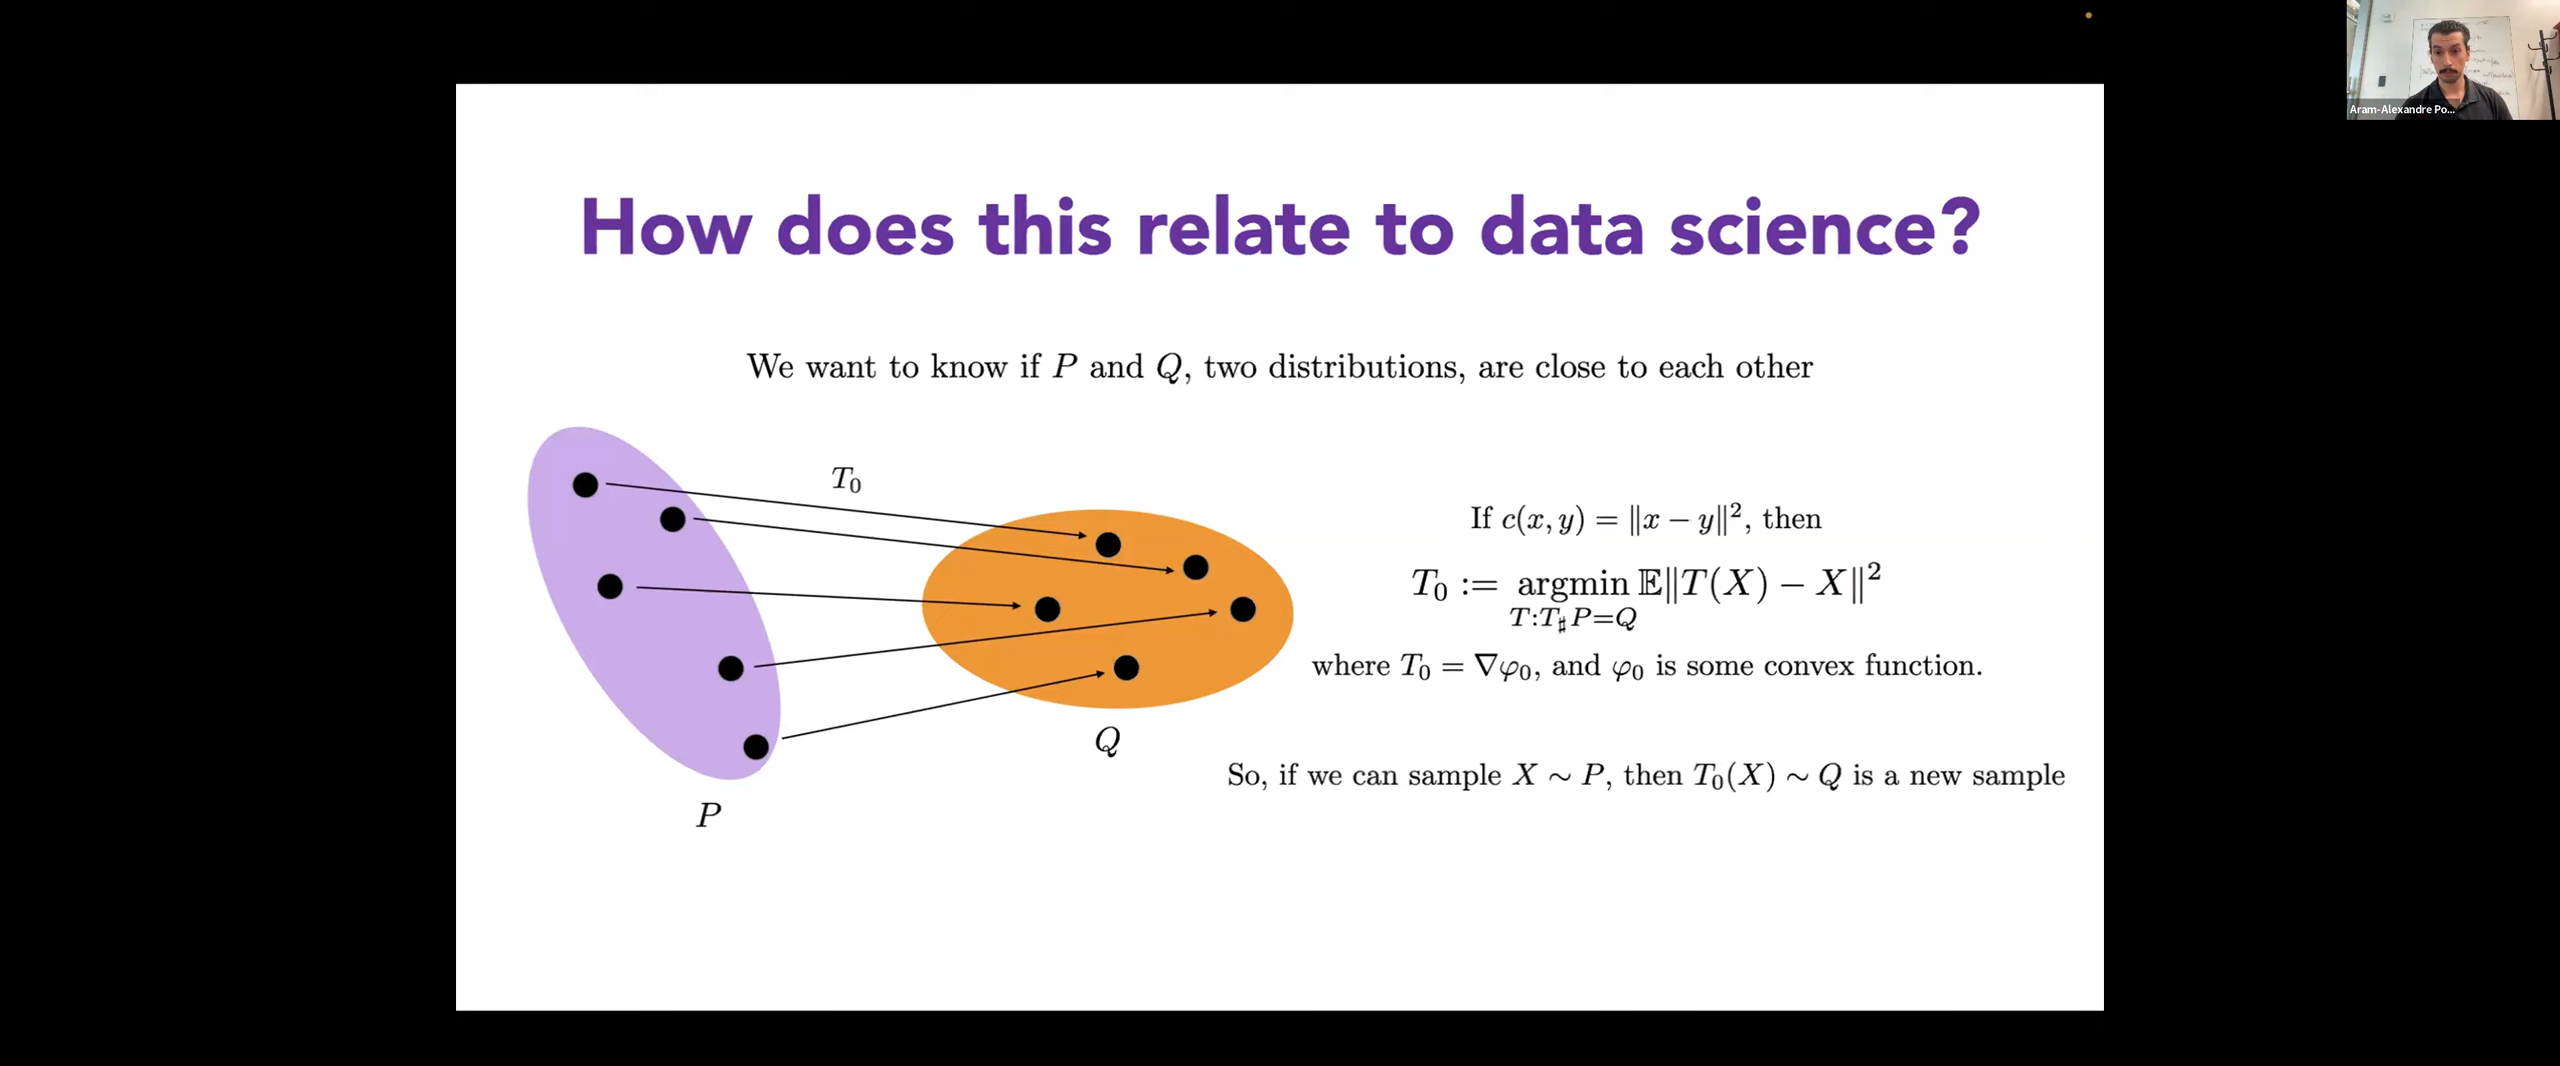 Aram-Alexandre Po...
How does this relate to data science?
We want to know if P and Q, two distributions, are close to each other
T₀
If c(x, y) = ‖x − y‖², then
T₀ := argmin 𝔼‖T(X) − X‖²
T:T♯P=Q
where T₀ = ∇φ₀, and φ₀ is some convex function.
Q
So, if we can sample X ∼ P, then T₀(X) ∼ Q is a new sample
P